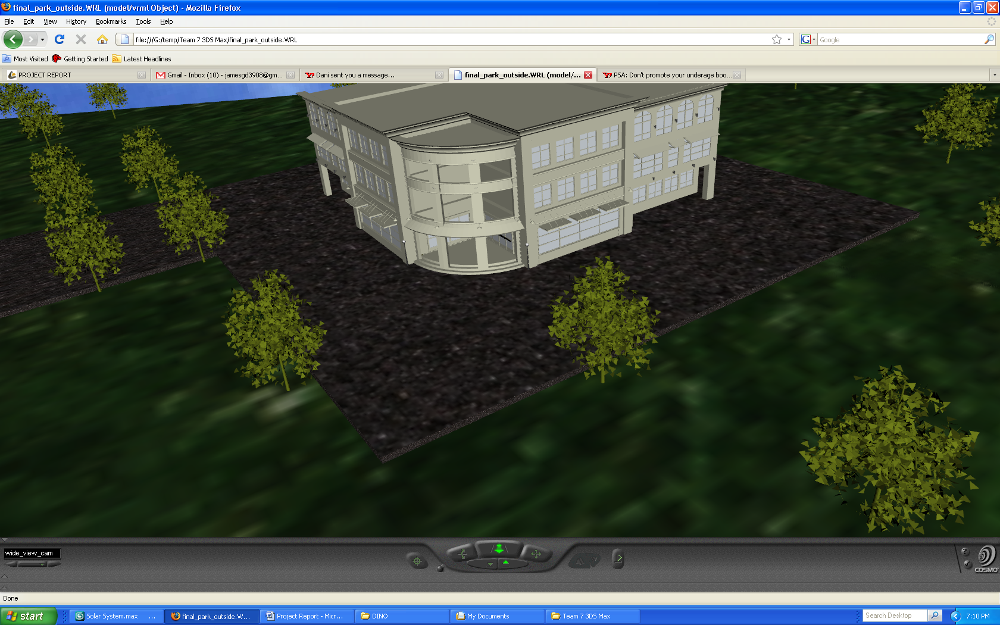 final_park_outside.WRL (model/vrml Object) - Mozilla Firefox
File Edit View History Bookmarks Tools Help
file:///G:/temp/Team 7 3DS Max/final_park_outside.WRL
G Google
Most Visited Getting Started Latest Headlines
PROJECT REPORT Gmail - Inbox (10) - jamesgd3908@gm... Dani sent you a message... final_park_outside.WRL (model/... PSA: Don't promote your underage boo...
wide_view_cam
?
COSMO
Done
start Solar System.max ... final_park_outside.W... Project Report - Micr... DINO My Documents Team 7 3DS Max Search Desktop 7:10 PM